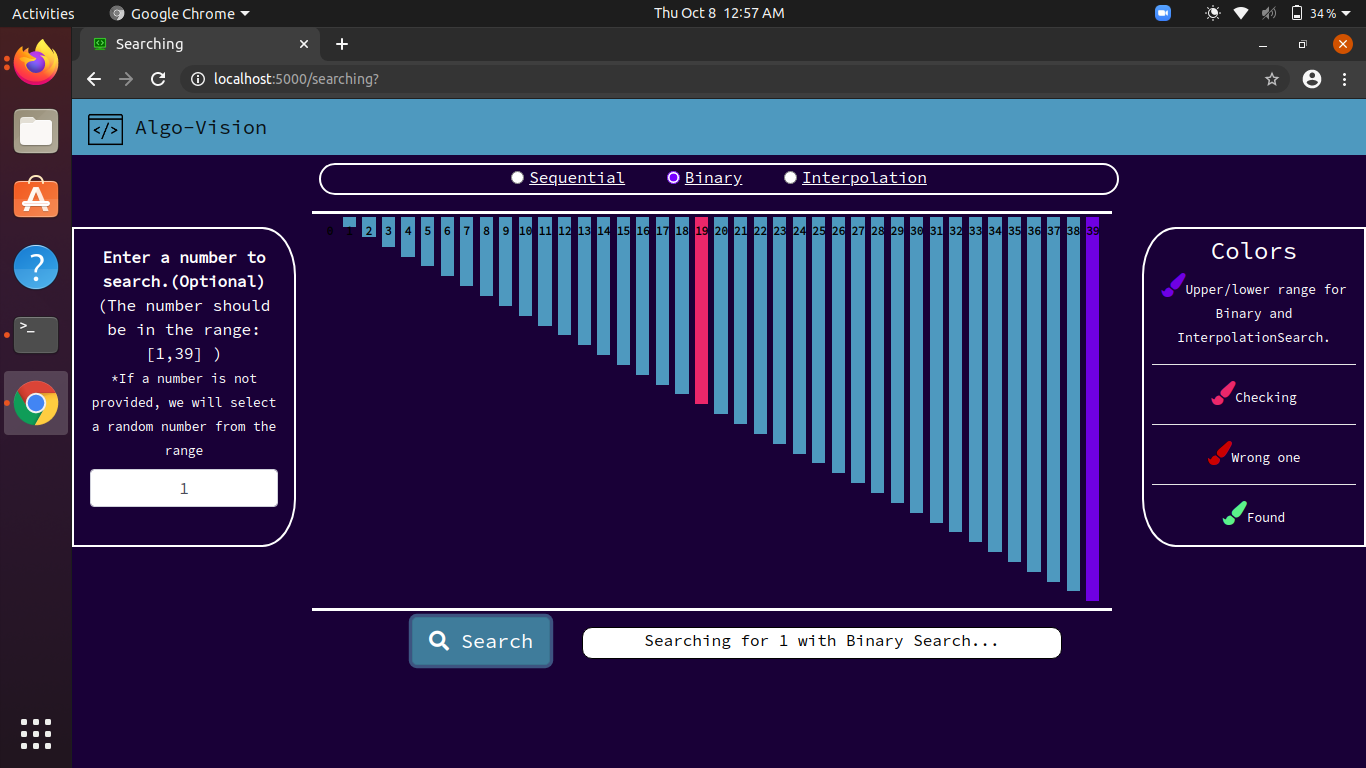 Activities Google Chrome Thu Oct 8 12:57 AM 34%
Searching
localhost:5000/searching?
</> Algo-Vision
Sequential Binary Interpolation
0 1 2 3 4 5 6 7 8 9 10 11 12 13 14 15 16 17 18 19 20 21 22 23 24 25 26 27 28 29 30 31 32 33 34 35 36 37 38 39
Enter a number to
search.(Optional)
(The number should
be in the range:
[1,39] )
*If a number is not
provided, we will select
a random number from the
range
1
Colors
Upper/lower range for
Binary and
InterpolationSearch.
Checking
Wrong one
Found
Search
Searching for 1 with Binary Search...